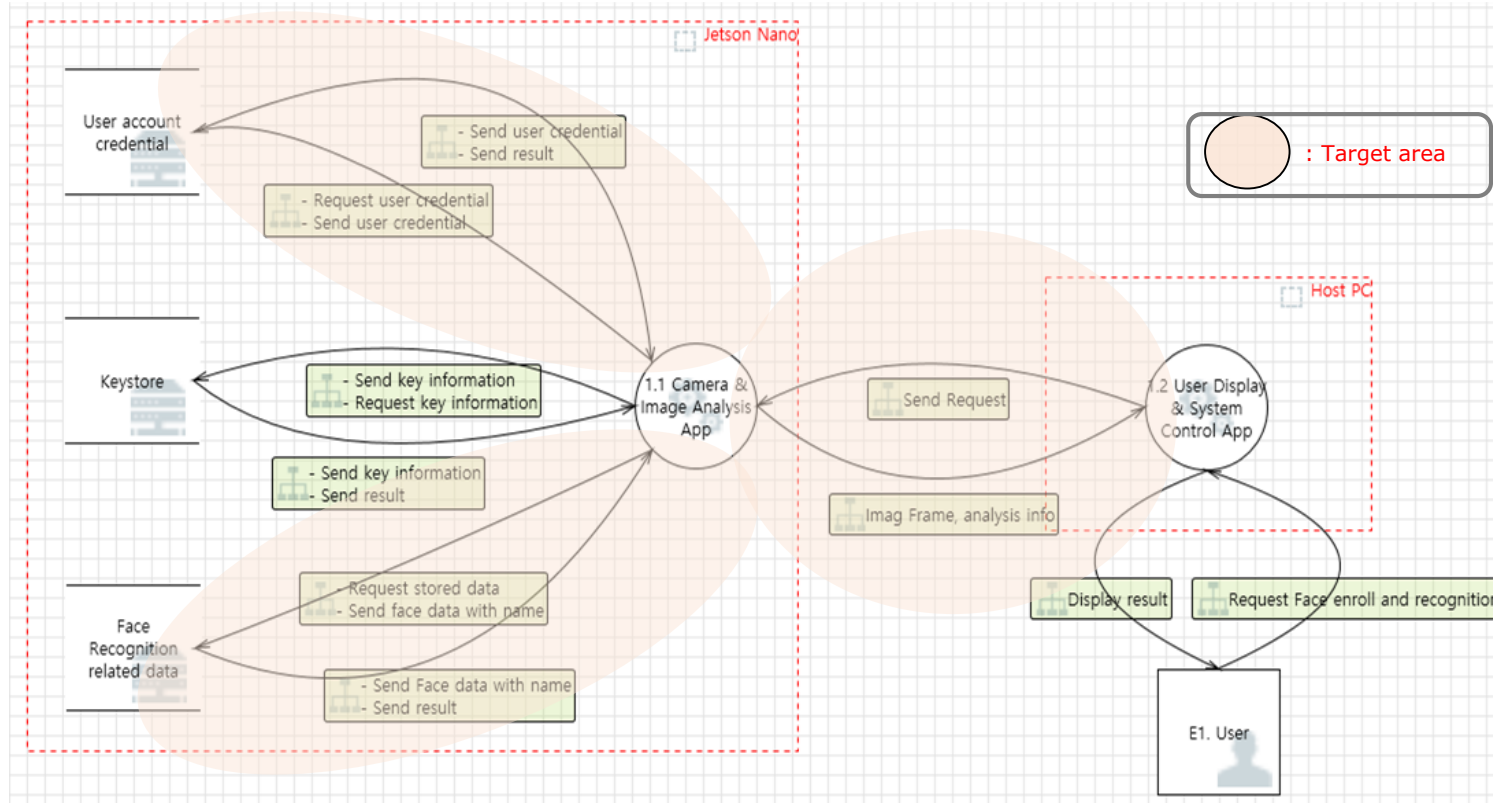 Jetson Nano
User account
credential
- Send user credential
- Send result
- Request user credential
- Send user credential
: Target area
Host PC
Keystore
- Send key information
- Request key information
1.1 Camera &
Image Analysis
App
Send Request
1.2 User Display
& System
Control App
- Send key information
- Send result
Imag Frame, analysis info
- Request stored data
- Send face data with name
Display result
Request Face enroll and recognition
Face
Recognition
related data
- Send Face data with name
- Send result
E1. User